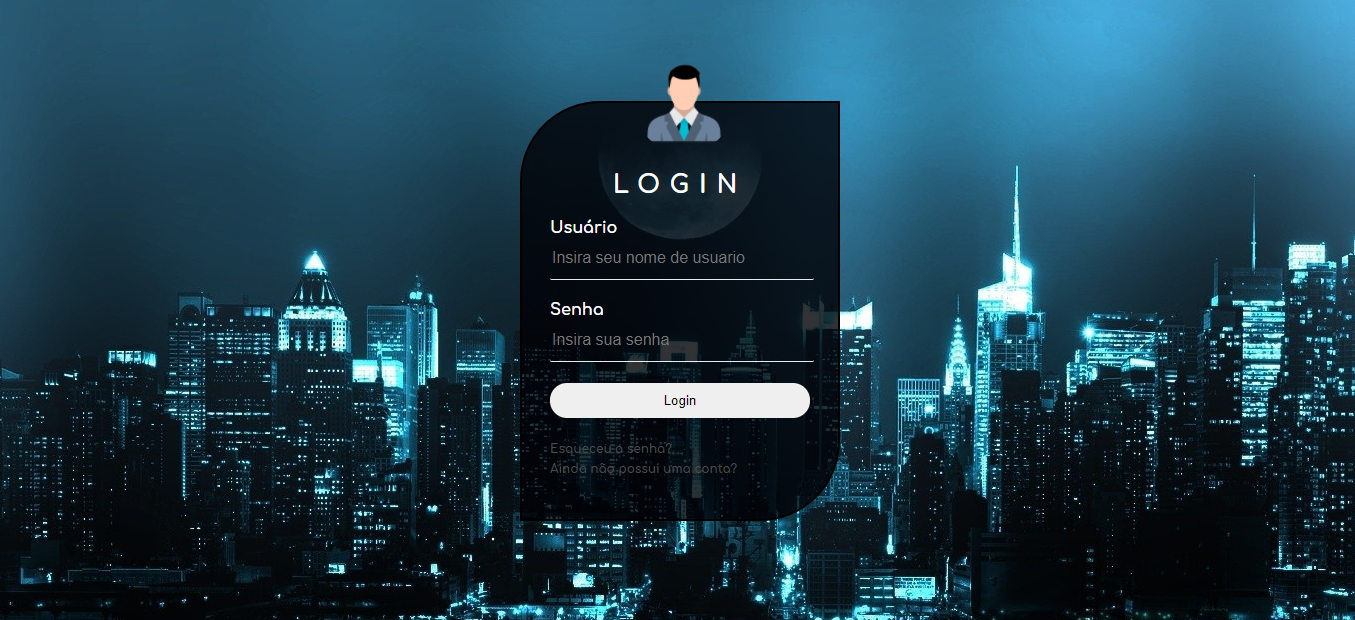 LOGIN
Usuário
Insira seu nome de usuario
Senha
Insira sua senha
Login
Esqueceu a senha?
Ainda não possui uma conta?